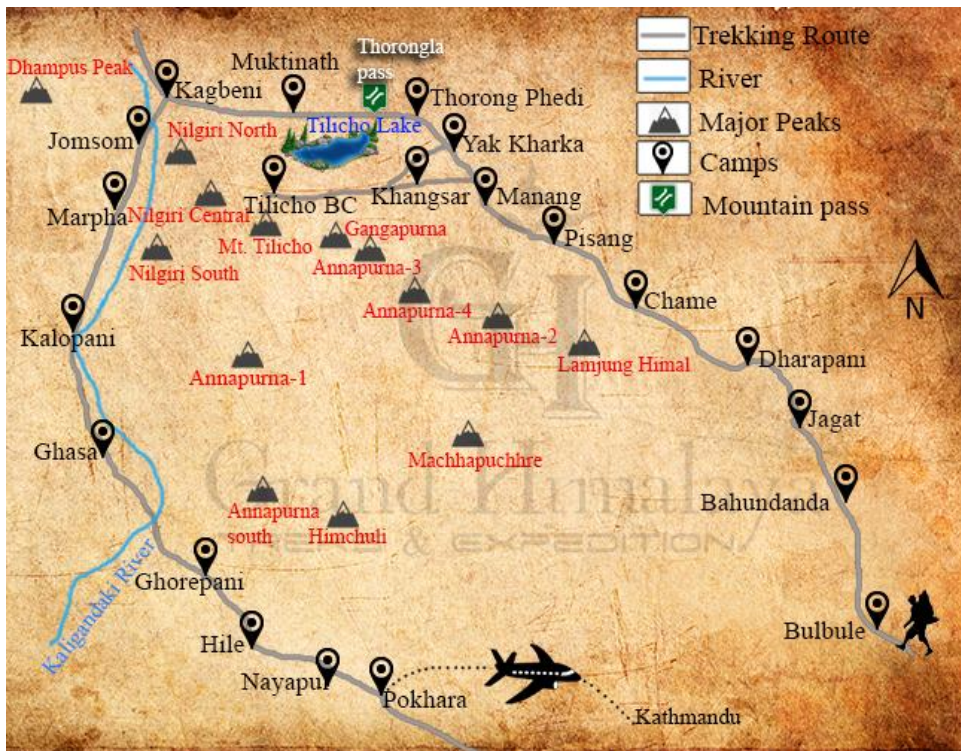 Thorongla
pass
Trekking Route
River
Major Peaks
Camps
Mountain pass
N
Dhampus Peak
Kagbeni
Muktinath
Thorong Phedi
Jomsom
Nilgiri North
Tilicho Lake
Yak Kharka
Marpha
Nilgiri Central
Tilicho BC
Khangsar
Manang
Mt. Tilicho
Gangapurna
Pisang
Nilgiri South
Annapurna-3
Chame
Annapurna-4
Kalopani
Annapurna-2
Annapurna-1
Lamjung Himal
Dharapani
GHI
Jagat
Ghasa
Machhapuchhre
Grand Himalaya
Bahundanda
Annapurna
south
Himchuli
TREKS & EXPEDITION
Ghorepani
Kaligandaki River
Hile
Bulbule
Nayapul
Pokhara
Kathmandu